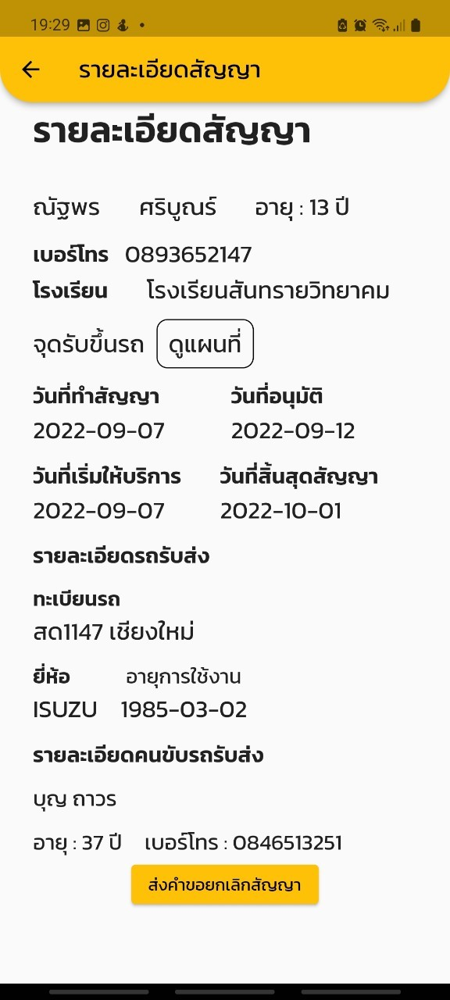 19:29
รายละเอียดสัญญา
รายละเอียดสัญญา
ณัฐพร ศริบูณร์ อายุ : 13 ปี
เบอร์โทร 0893652147
โรงเรียน โรงเรียนสันทรายวิทยาคม
จุดรับขึ้นรถ ดูแผนที่
วันที่ทำสัญญา วันที่อนุมัติ
2022-09-07 2022-09-12
วันที่เริ่มให้บริการ วันที่สิ้นสุดสัญญา
2022-09-07 2022-10-01
รายละเอียดรถรับส่ง
ทะเบียนรถ
สด1147 เชียงใหม่
ยี่ห้อ อายุการใช้งาน
ISUZU 1985-03-02
รายละเอียดคนขับรถรับส่ง
บุญ ถาวร
อายุ : 37 ปี เบอร์โทร : 0846513251
ส่งคำขอยกเลิกสัญญา